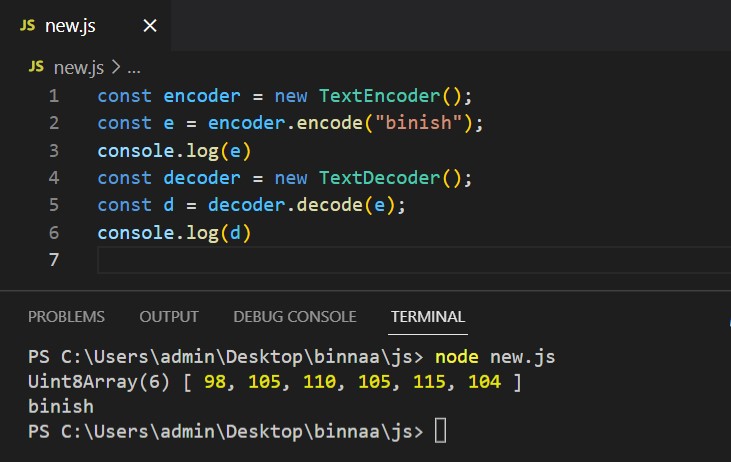 JS new.js ×
JS new.js > ...
1 const encoder = new TextEncoder();
2 const e = encoder.encode("binish");
3 console.log(e)
4 const decoder = new TextDecoder();
5 const d = decoder.decode(e);
6 console.log(d)
7
PROBLEMS OUTPUT DEBUG CONSOLE TERMINAL
PS C:\Users\admin\Desktop\binnaa\js> node new.js
Uint8Array(6) [ 98, 105, 110, 105, 115, 104 ]
binish
PS C:\Users\admin\Desktop\binnaa\js>